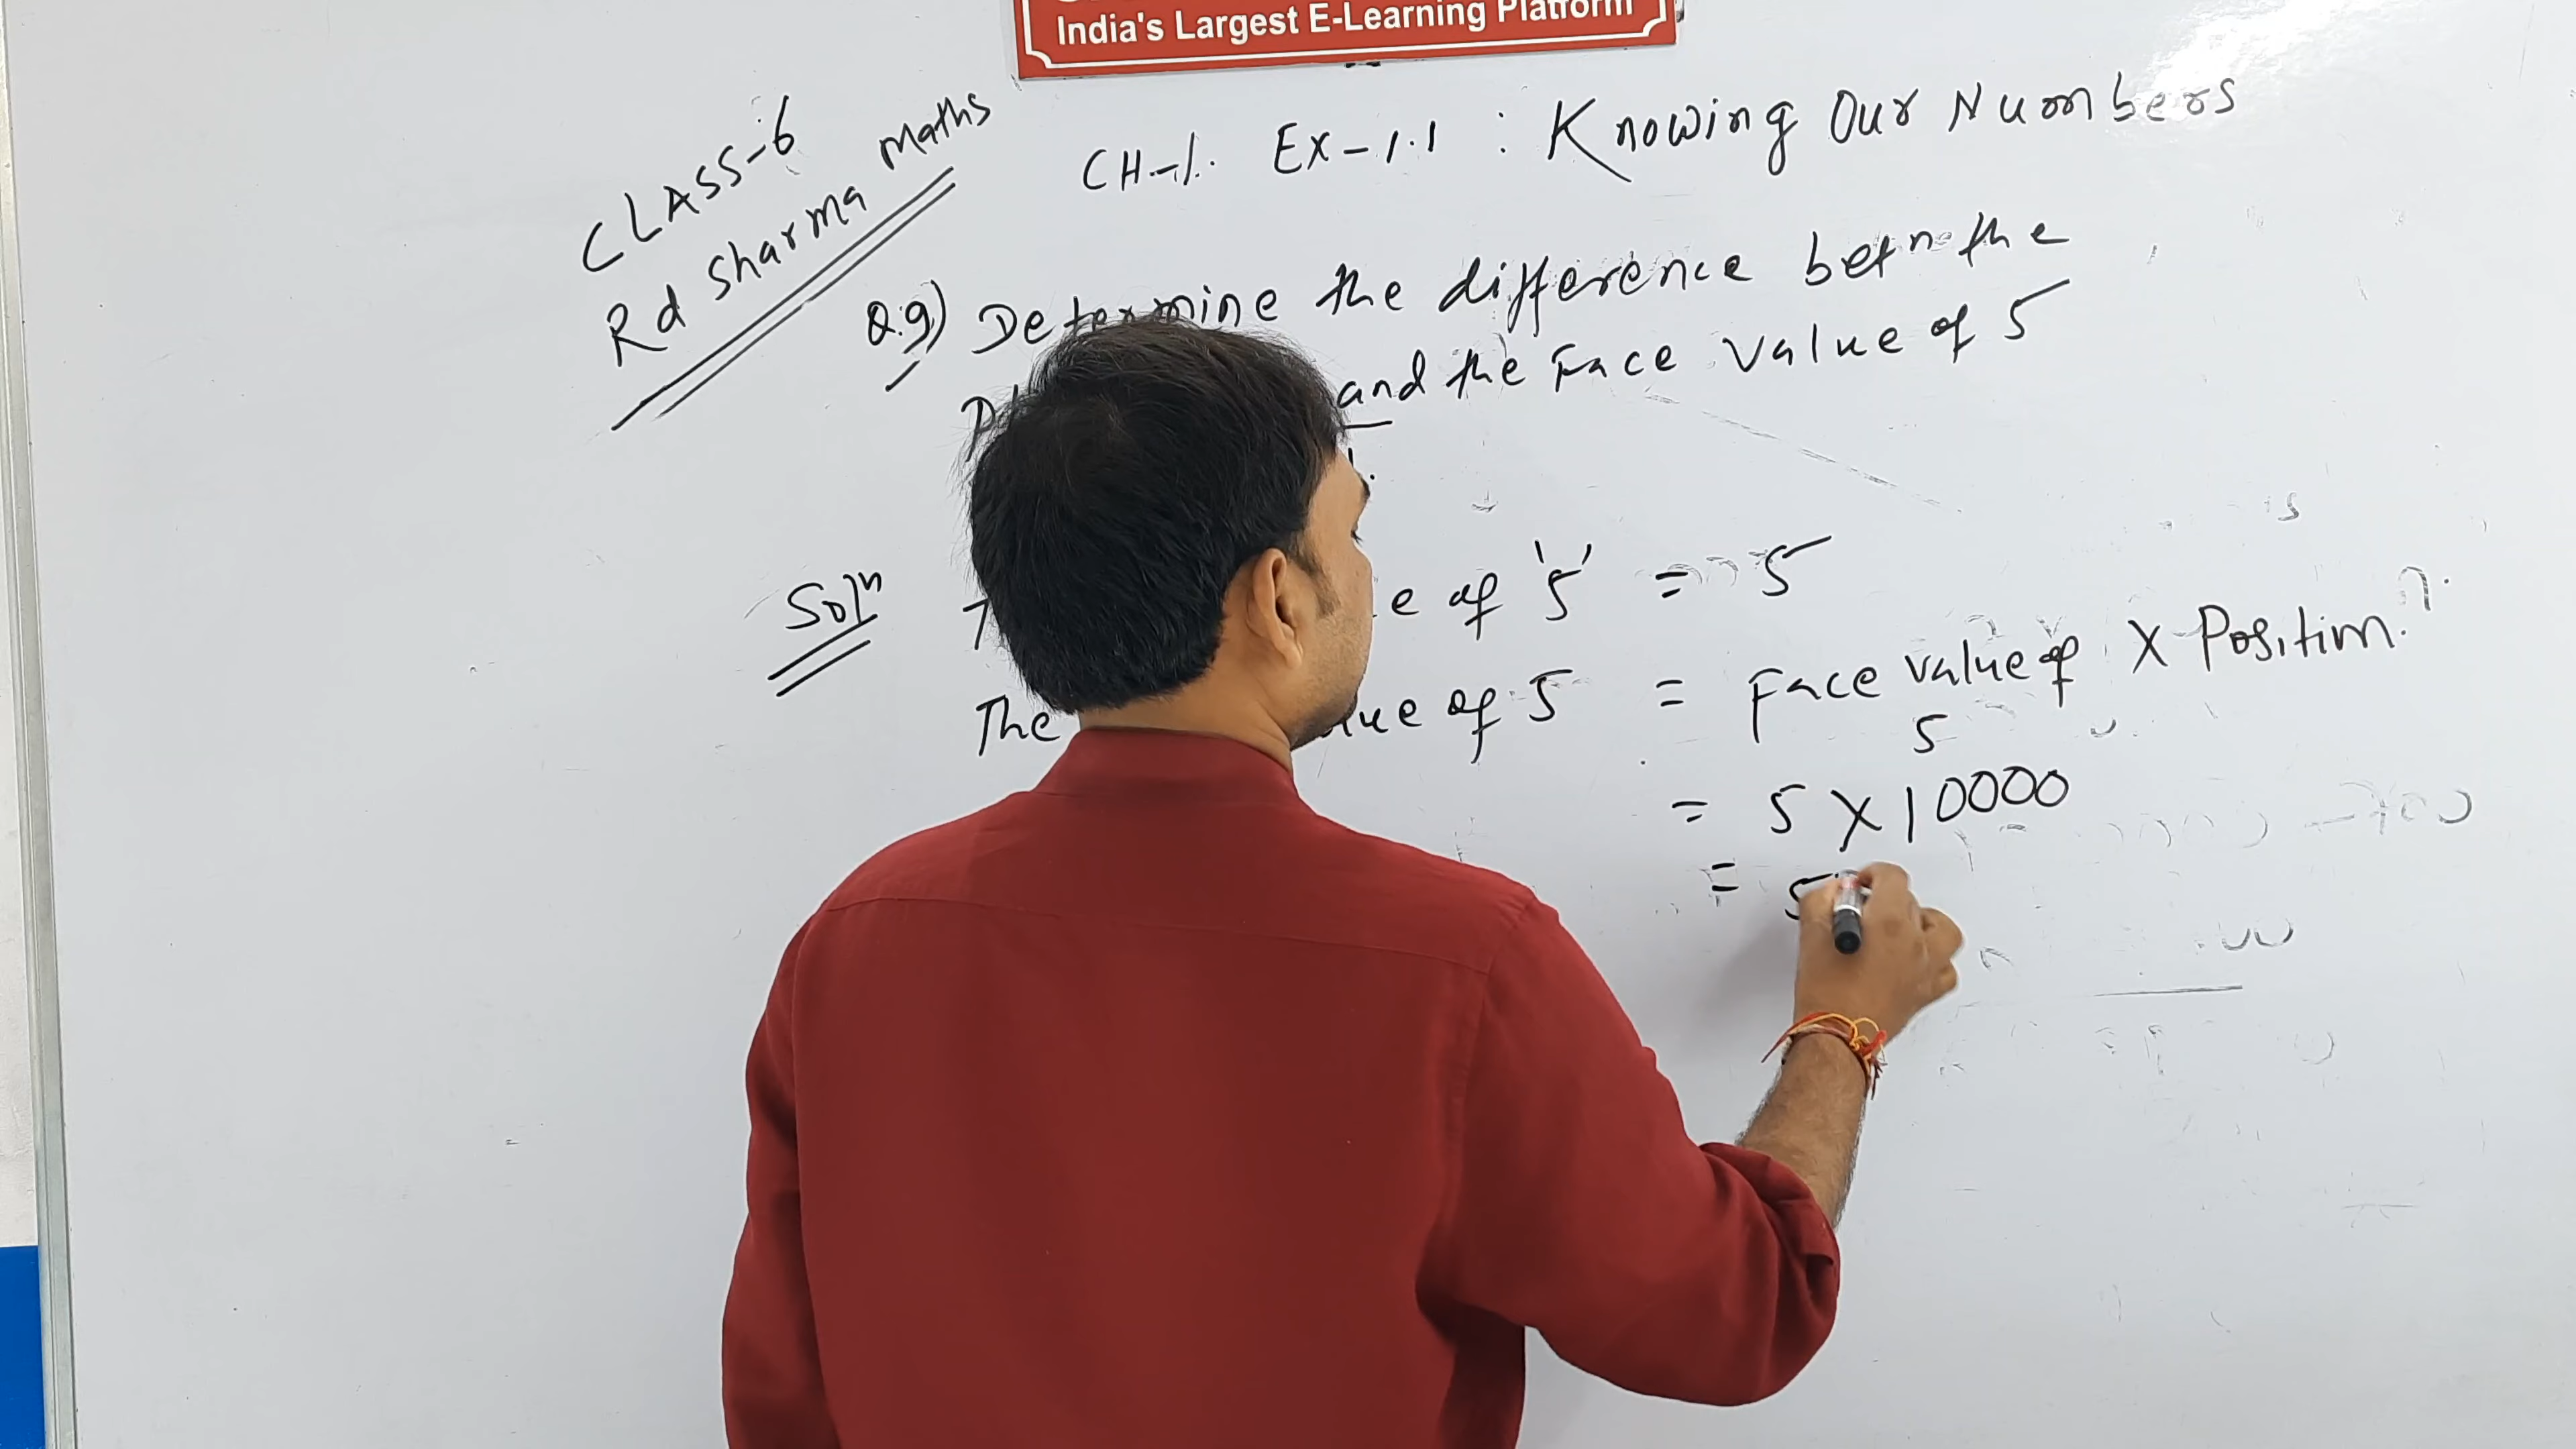 India's Largest E-Learning Platform
CLASS-6
Rd Sharma Maths
CH-1. Ex-1.1 : Knowing Our Numbers
Q.9) Determine the difference betn the
and the Face Value of 5
Soln
of '5' = 5
The of 5 = Face value of X Position.
5
= 5 X 10000
= 5